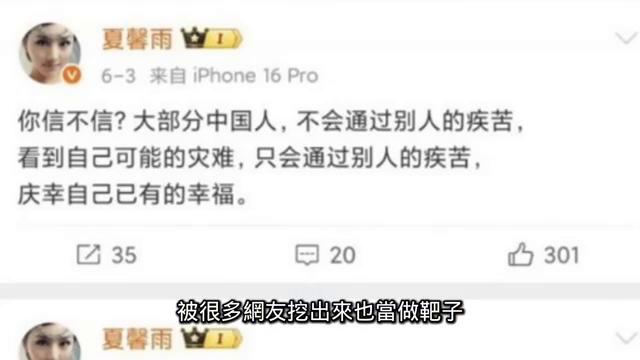 夏馨雨 I
6-3 来自 iPhone 16 Pro
你信不信?大部分中国人,不会通过别人的疾苦,
看到自己可能的灾难,只会通过别人的疾苦,
庆幸自己已有的幸福。
35 20 301
被很多網友挖出來也當做靶子
夏馨雨 I